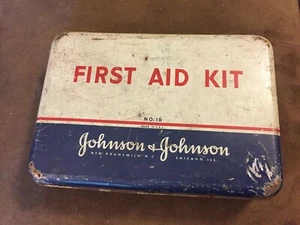 FIRST AID KIT
NO. 16
Johnson & Johnson
NEW BRUNSWICK N. J. CHICAGO, ILL.